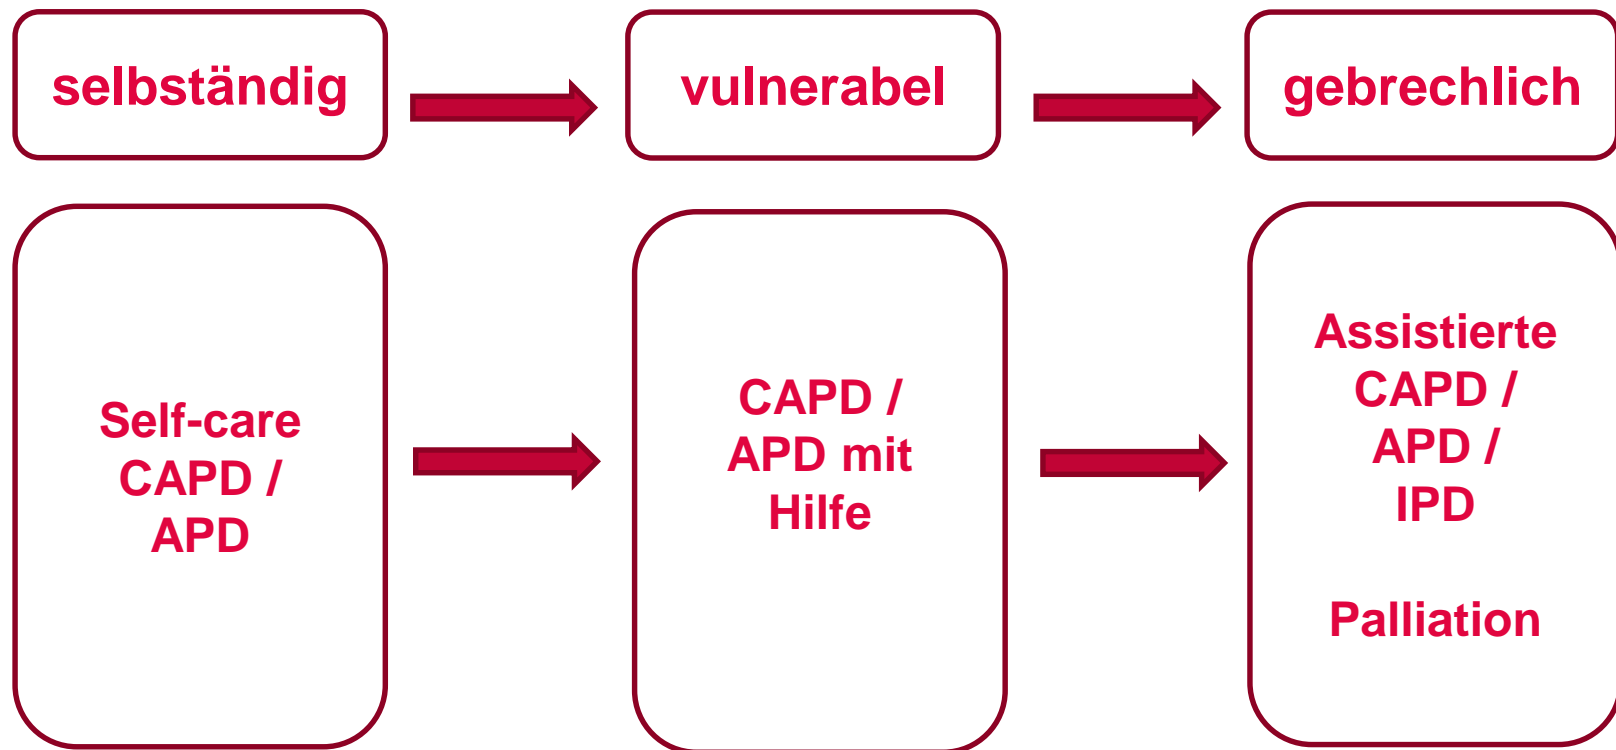 selbständig
vulnerabel
gebrechlich
Self-care
CAPD /
APD
CAPD /
APD mit
Hilfe
Assistierte
CAPD /
APD /
IPD
Palliation